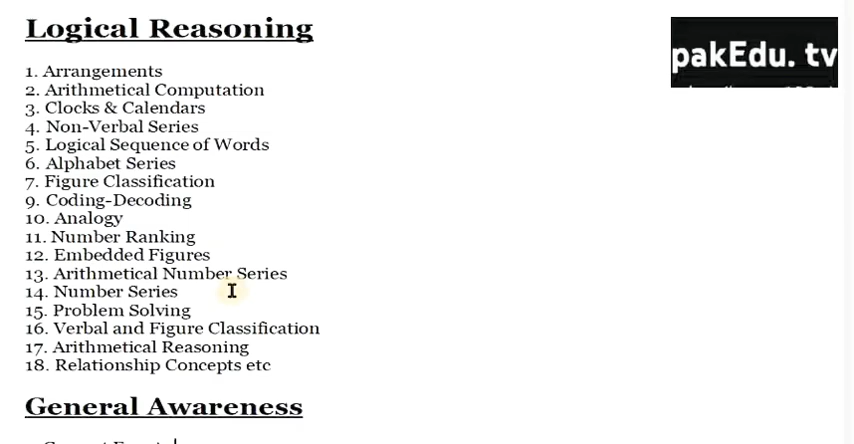 Logical Reasoning
pakEdu. tv
1. Arrangements
2. Arithmetical Computation
3. Clocks & Calendars
4. Non-Verbal Series
5. Logical Sequence of Words
6. Alphabet Series
7. Figure Classification
9. Coding-Decoding
10. Analogy
11. Number Ranking
12. Embedded Figures
13. Arithmetical Number Series
14. Number Series
15. Problem Solving
16. Verbal and Figure Classification
17. Arithmetical Reasoning
18. Relationship Concepts etc
General Awareness